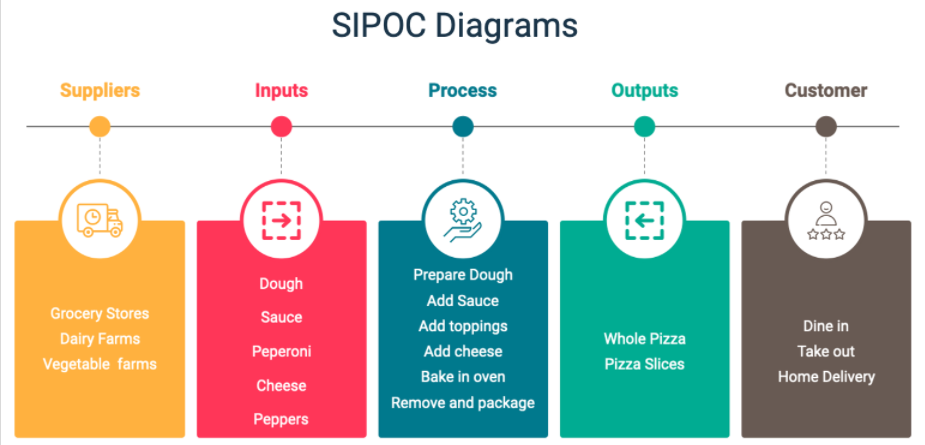 SIPOC Diagrams
Suppliers
Inputs
Process
Outputs
Customer
Grocery Stores
Dairy Farms
Vegetable farms
Dough
Sauce
Peperoni
Cheese
Peppers
Prepare Dough
Add Sauce
Add toppings
Add cheese
Bake in oven
Remove and package
Whole Pizza
Pizza Slices
Dine in
Take out
Home Delivery